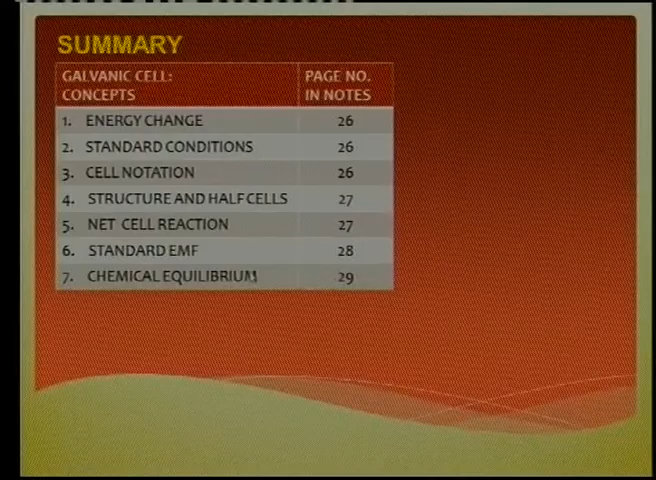 SUMMARY
GALVANIC CELL: CONCEPTS PAGE NO. IN NOTES
1. ENERGY CHANGE 26
2. STANDARD CONDITIONS 26
3. CELL NOTATION 26
4. STRUCTURE AND HALF CELLS 27
5. NET CELL REACTION 27
6. STANDARD EMF 28
7. CHEMICAL EQUILIBRIUM 29